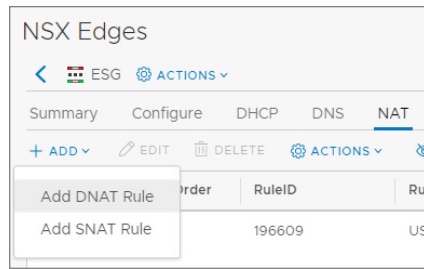 NSX Edges
ESG ACTIONS
Summary Configure DHCP DNS NAT
+ ADD EDIT DELETE ACTIONS
Add DNAT Rule
Add SNAT Rule
RuleID
196609